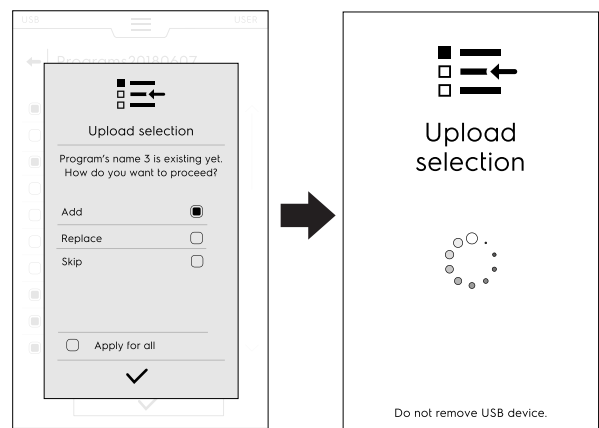 USB
USER
Programs20180607
Upload selection
Program's name 3 is existing yet.
How do you want to proceed?
Add
Replace
Skip
Apply for all
Upload
selection
Do not remove USB device.